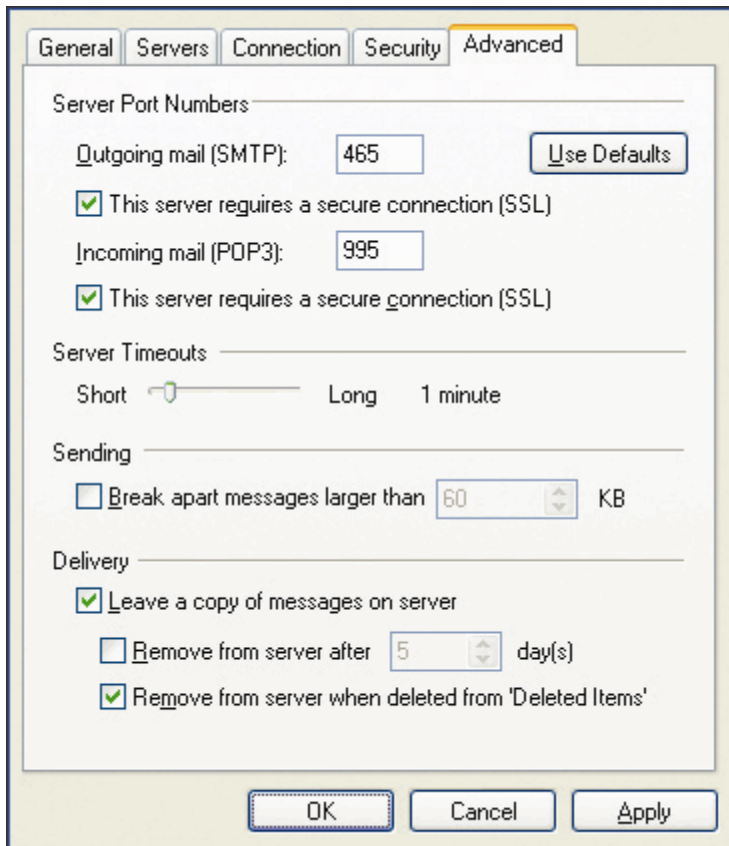 General Servers Connection Security Advanced
Server Port Numbers
Outgoing mail (SMTP): 465 Use Defaults
This server requires a secure connection (SSL)
Incoming mail (POP3): 995
This server requires a secure connection (SSL)
Server Timeouts
Short Long 1 minute
Sending
Break apart messages larger than 60 KB
Delivery
Leave a copy of messages on server
Remove from server after 5 day(s)
Remove from server when deleted from 'Deleted Items'
OK Cancel Apply